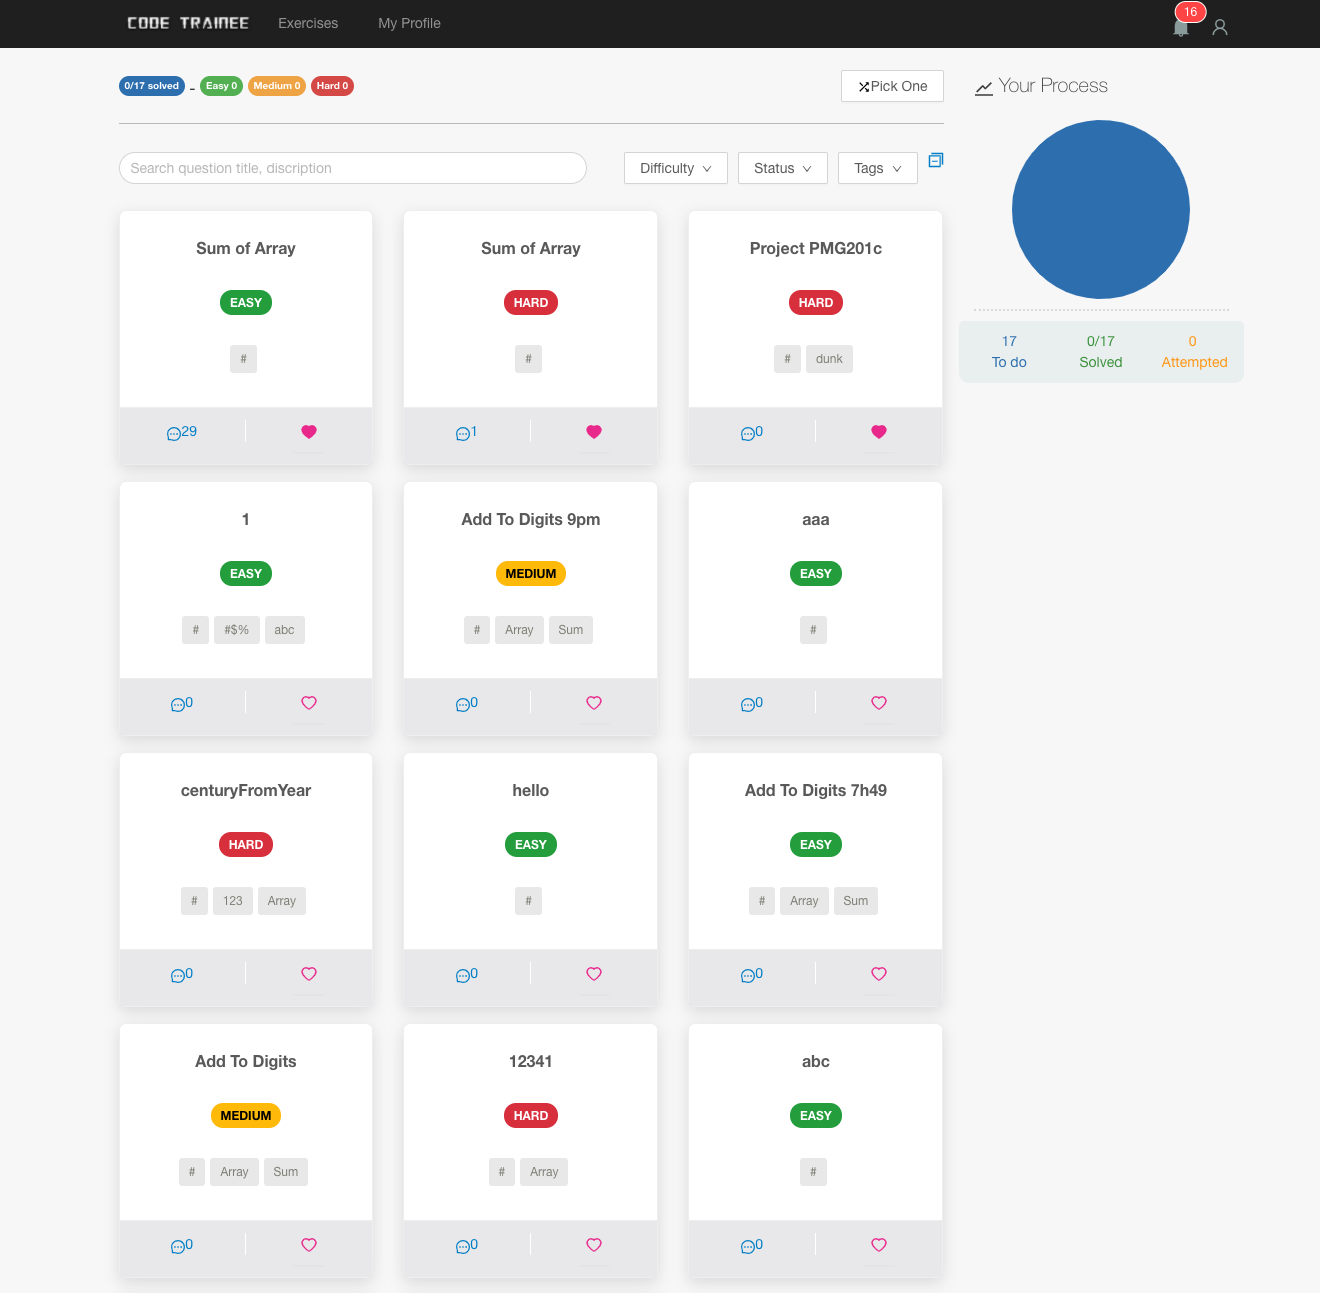 CODE TRAINEE Exercises My Profile 16
0/17 solved - Easy 0 Medium 0 Hard 0 Pick One Your Process
Search question title, discription Difficulty Status Tags
Sum of Array Sum of Array Project PMG201c
EASY HARD HARD
17 0/17 0
To do Solved Attempted
# # # dunk
29 1 0
1 Add To Digits 9pm aaa
EASY MEDIUM EASY
# #$% abc # Array Sum #
0 0 0
centuryFromYear hello Add To Digits 7h49
HARD EASY EASY
# 123 Array # # Array Sum
0 0 0
Add To Digits 12341 abc
MEDIUM HARD EASY
# Array Sum # Array #
0 0 0